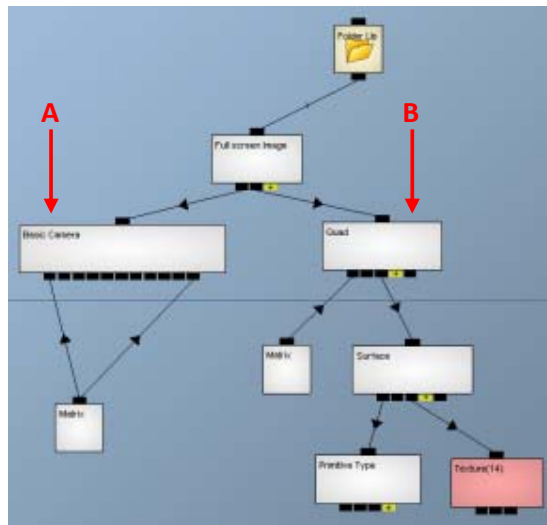 Folder Lib
A
B
Full screen Image
Basic Camera
Quad
Matrix
Surface
Matrix
Primitive Type
Texture(14)